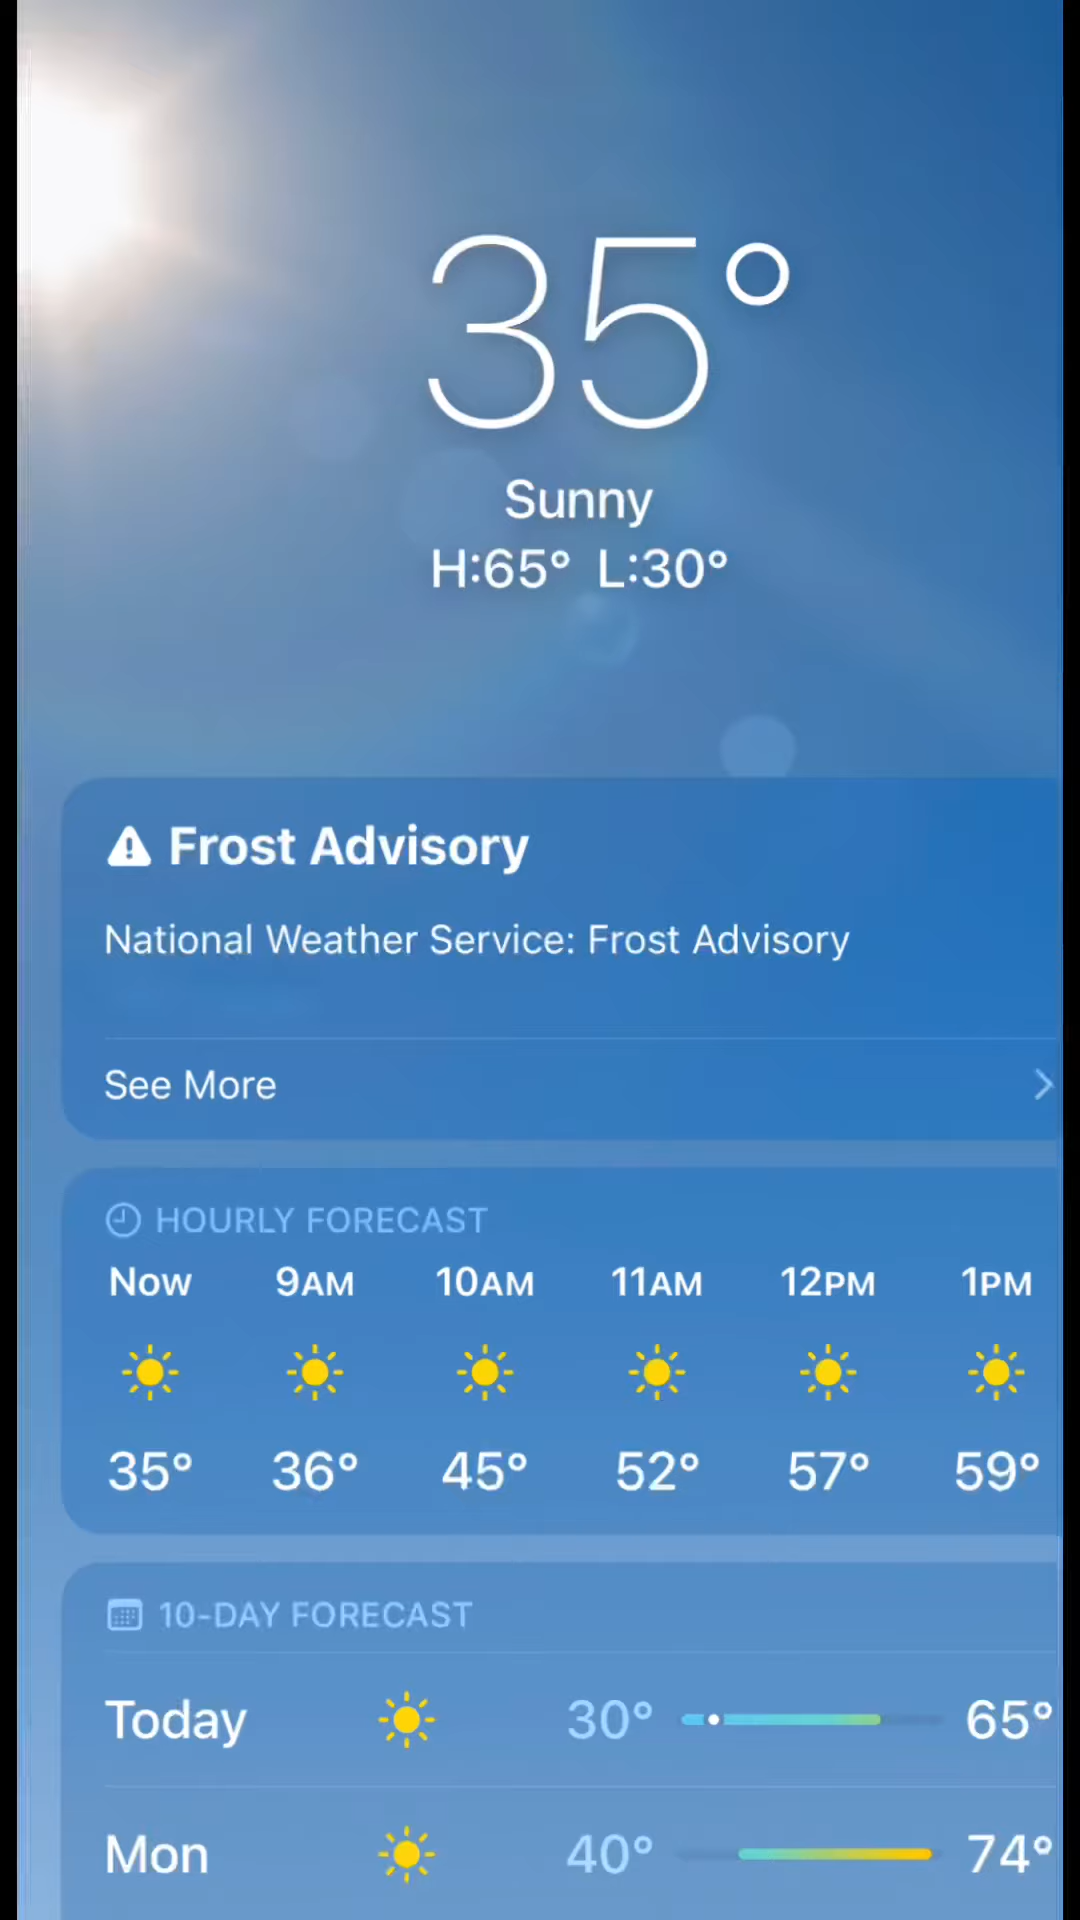 35°
Sunny
H:65° L:30°
Frost Advisory
National Weather Service: Frost Advisory
See More
HOURLY FORECAST
Now 9AM 10AM 11AM 12PM 1PM
35° 36° 45° 52° 57° 59°
10-DAY FORECAST
Today 30° 65°
Mon 40° 74°